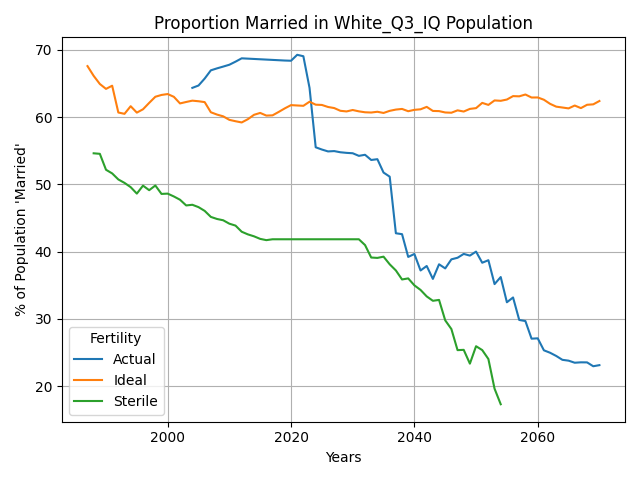 Proportion Married in White_Q3_IQ Population
% of Population 'Married'
70
60
50
40
30
20
Fertility
Actual
Ideal
Sterile
2000 2020 2040 2060
Years